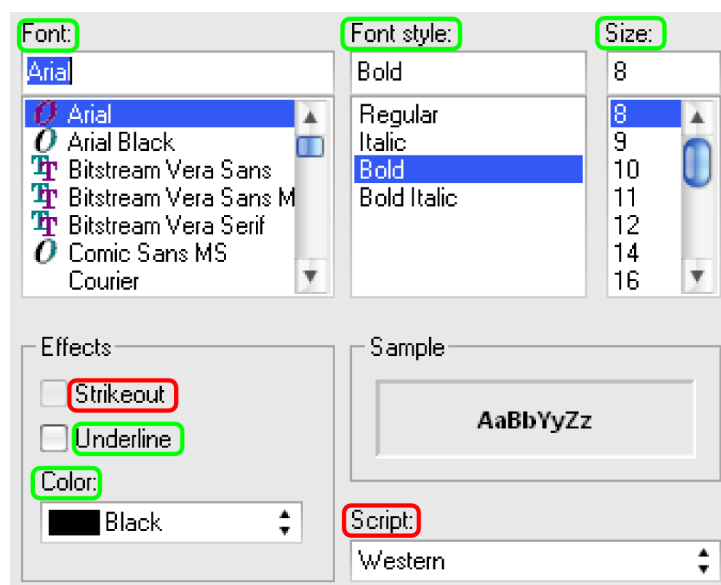 Font:
Font style:
Size:
Arial
Bold
8
Arial
Arial Black
Bitstream Vera Sans
Bitstream Vera Sans M
Bitstream Vera Serif
Comic Sans MS
Courier
Regular
Italic
Bold
Bold Italic
8
9
10
11
12
14
16
Effects
Strikeout
Underline
Color:
Black
Sample
AaBbYyZz
Script:
Western